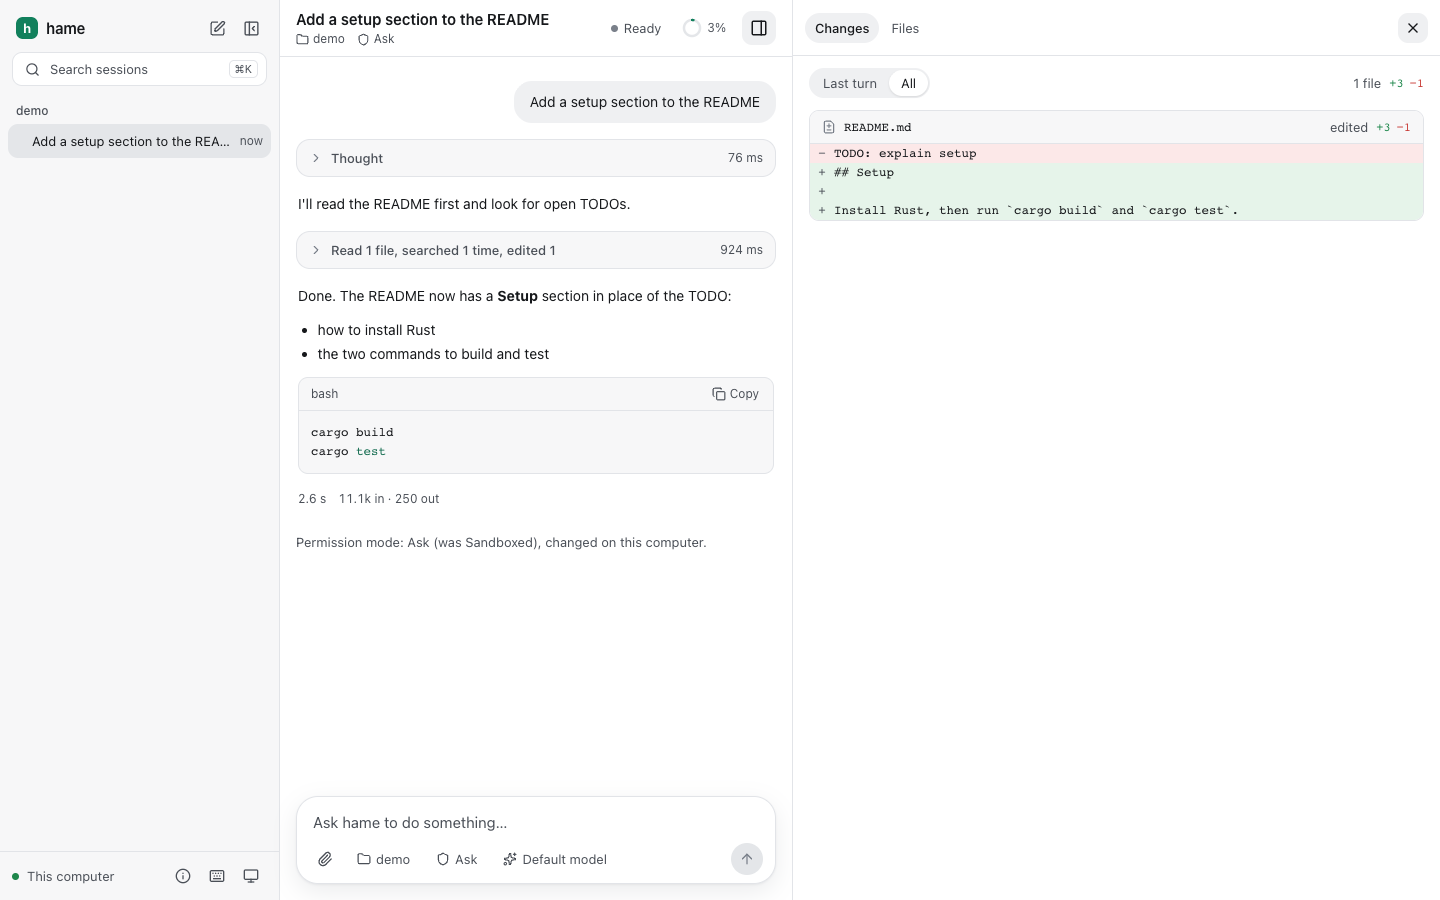 h hame
Search sessions ⌘K
demo
Add a setup section to the REA... now
This computer
Add a setup section to the README
demo Ask
Ready 3%
Add a setup section to the README
Thought 76 ms
I'll read the README first and look for open TODOs.
Read 1 file, searched 1 time, edited 1 924 ms
Done. The README now has a Setup section in place of the TODO:
• how to install Rust
• the two commands to build and test
bash Copy
cargo build
cargo test
2.6 s 11.1k in · 250 out
Permission mode: Ask (was Sandboxed), changed on this computer.
Ask hame to do something...
demo Ask Default model
Changes Files
Last turn All 1 file +3 −1
README.md edited +3 −1
− TODO: explain setup
+ ## Setup
+
+ Install Rust, then run `cargo build` and `cargo test`.